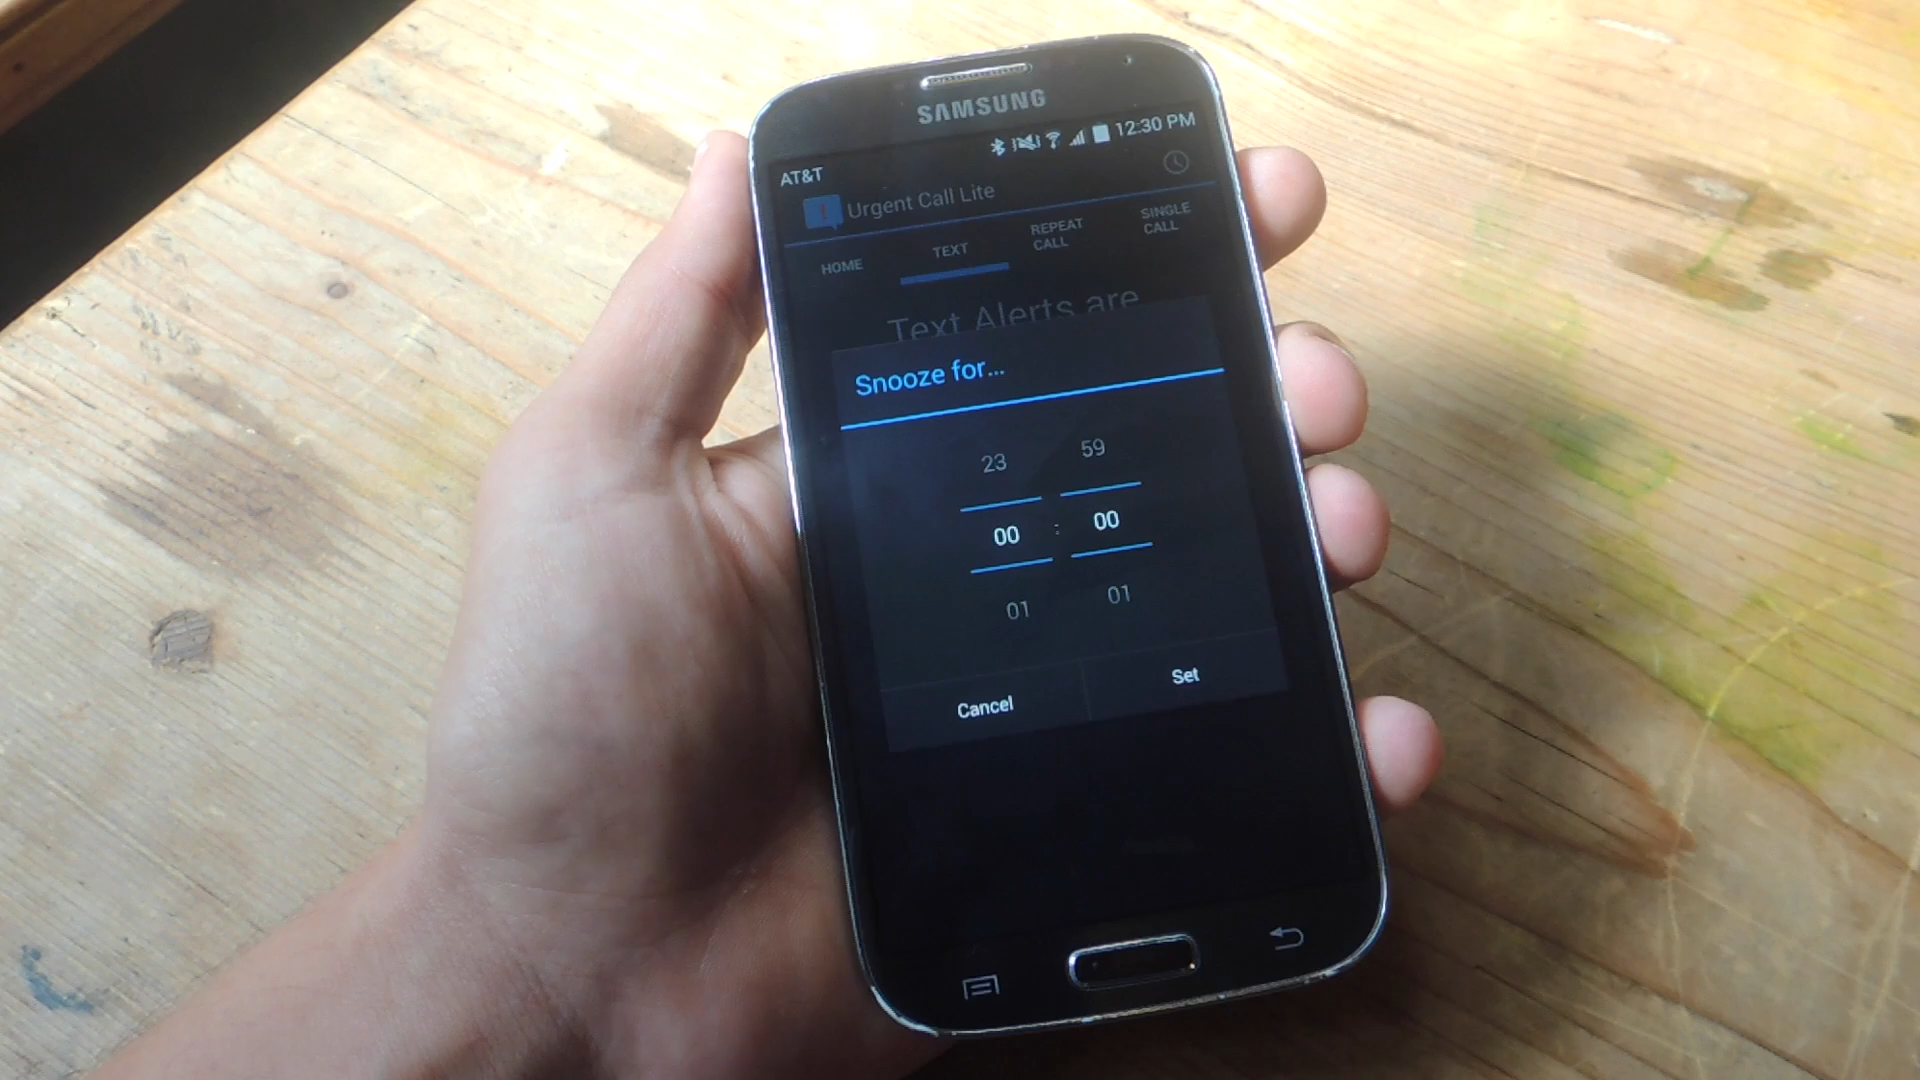 SAMSUNG
AT&T 12:30 PM
Urgent Call Lite
HOME TEXT REPEAT CALL SINGLE CALL
Text Alerts are
Snooze for...
23 59
00 : 00
01 01
Cancel Set